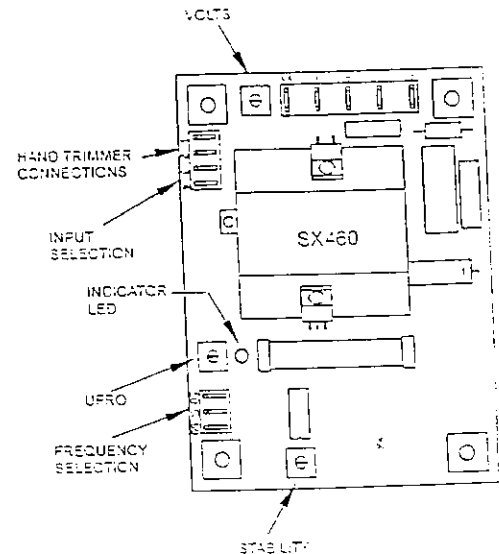 VOLTS
HAND TRIMMER
CONNECTIONS
INPUT
SELECTION
SX460
INDICATOR
LED
UFRO
FREQUENCY
SELECTION
STABILITY